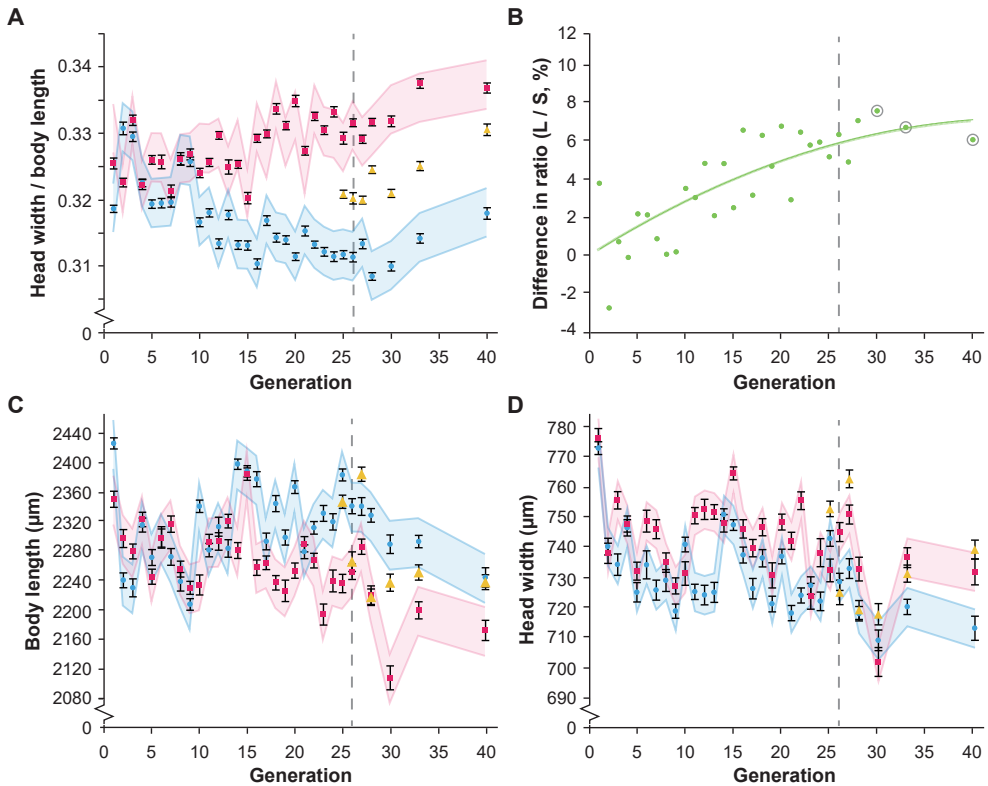 A
Head width / body length
0.34
0.33
0.32
0.31
0
0 5 10 15 20 25 30 35 40
Generation
B
Difference in ratio (L / S, %)
12
10
8
6
4
2
0
-2
-4
0 5 10 15 20 25 30 35 40
Generation
C
Body length (µm)
2440
2400
2360
2320
2280
2240
2200
2160
2120
2080
0
0 5 10 15 20 25 30 35 40
Generation
D
Head width (µm)
780
770
760
750
740
730
720
710
700
690
0
0 5 10 15 20 25 30 35 40
Generation